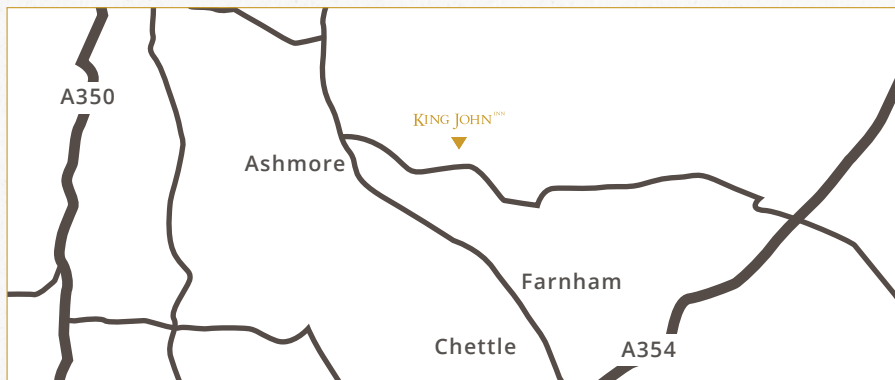 A350
KING JOHN INN
Ashmore
Farnham
Chettle
A354